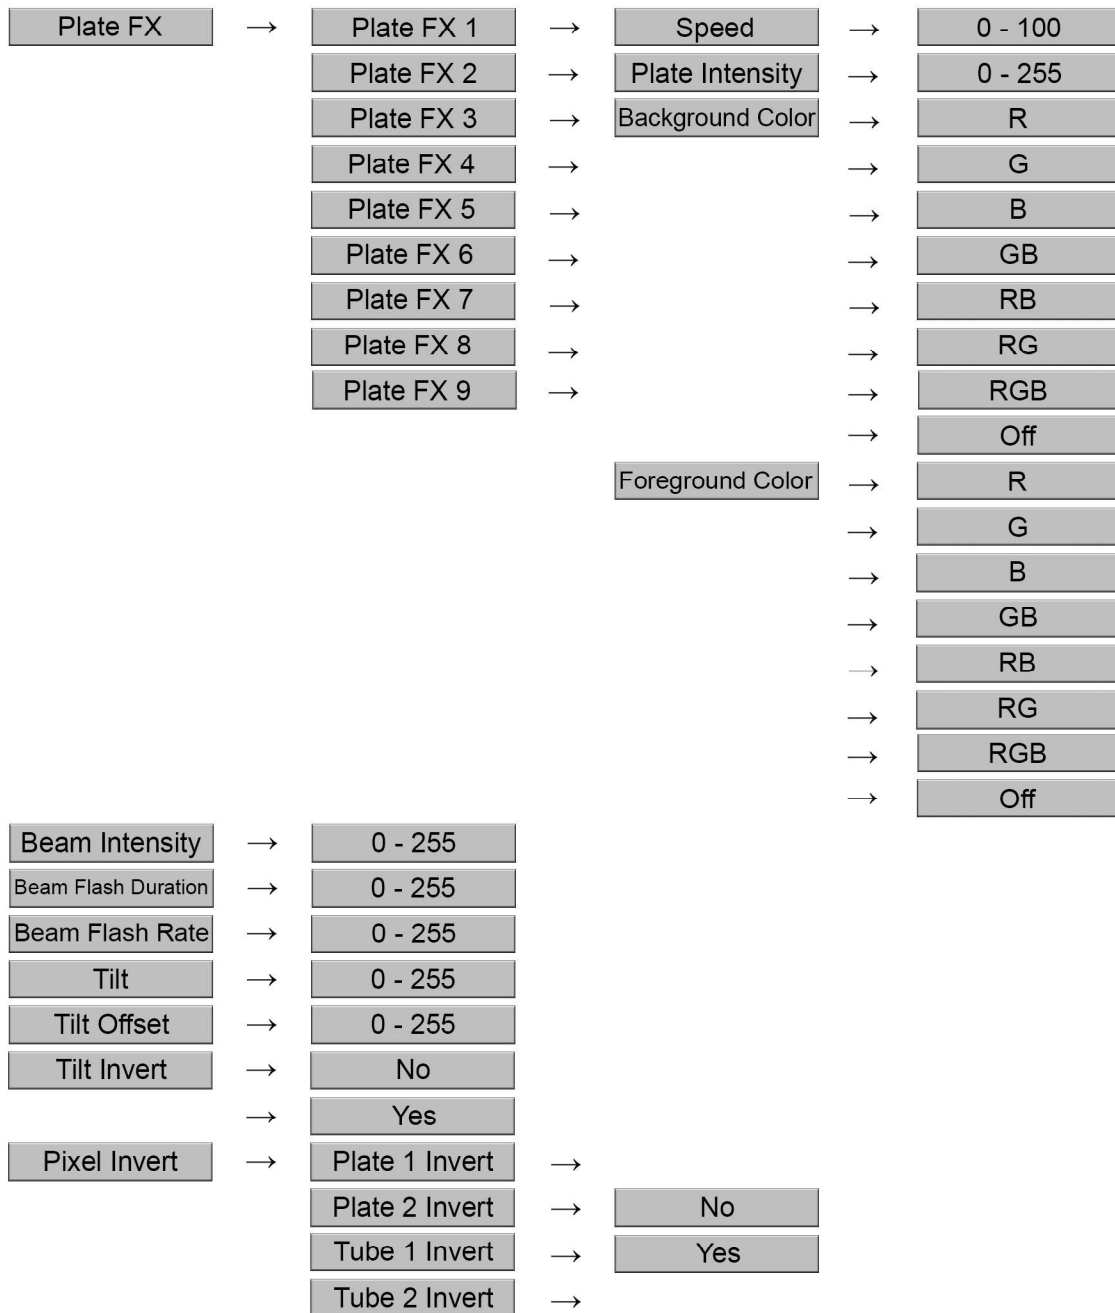 Plate FX → Plate FX 1 → Speed → 0 - 100
Plate FX 2 → Plate Intensity → 0 - 255
Plate FX 3 → Background Color → R
Plate FX 4 → → G
Plate FX 5 → → B
Plate FX 6 → → GB
Plate FX 7 → → RB
Plate FX 8 → → RG
Plate FX 9 → → RGB
→ Off
Foreground Color → R
→ G
→ B
→ GB
→ RB
→ RG
→ RGB
→ Off
Beam Intensity → 0 - 255
Beam Flash Duration → 0 - 255
Beam Flash Rate → 0 - 255
Tilt → 0 - 255
Tilt Offset → 0 - 255
Tilt Invert → No
→ Yes
Pixel Invert → Plate 1 Invert →
Plate 2 Invert → No
Tube 1 Invert → Yes
Tube 2 Invert →